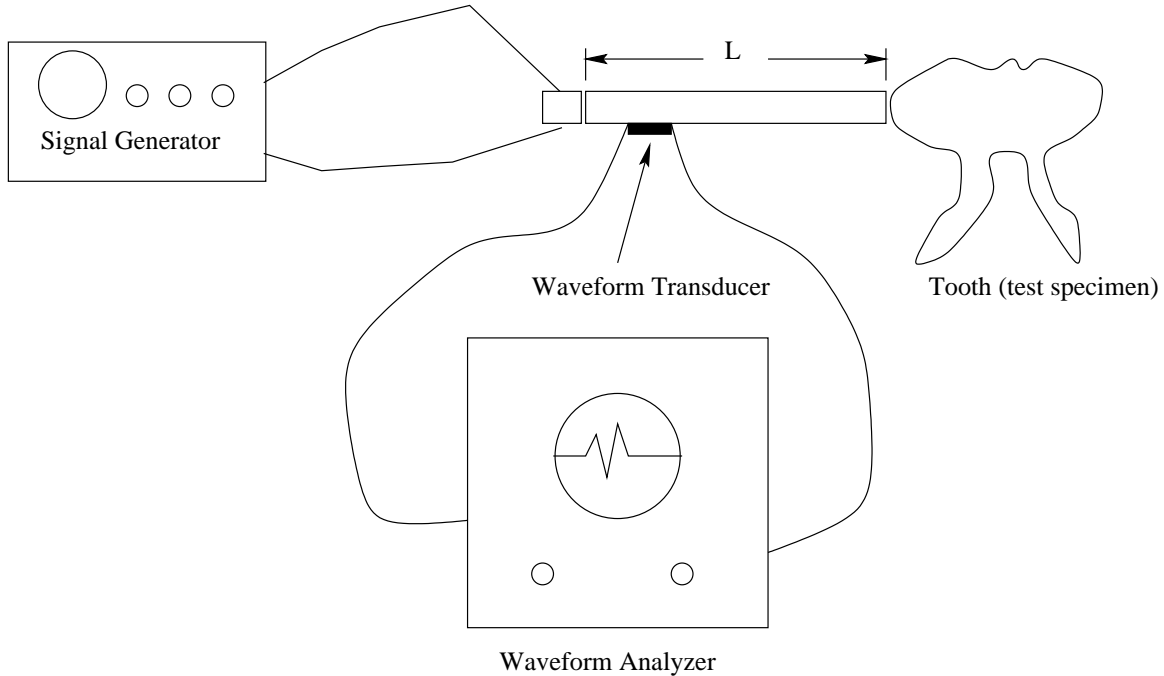 L
Signal Generator
Waveform Transducer
Tooth (test specimen)
Waveform Analyzer